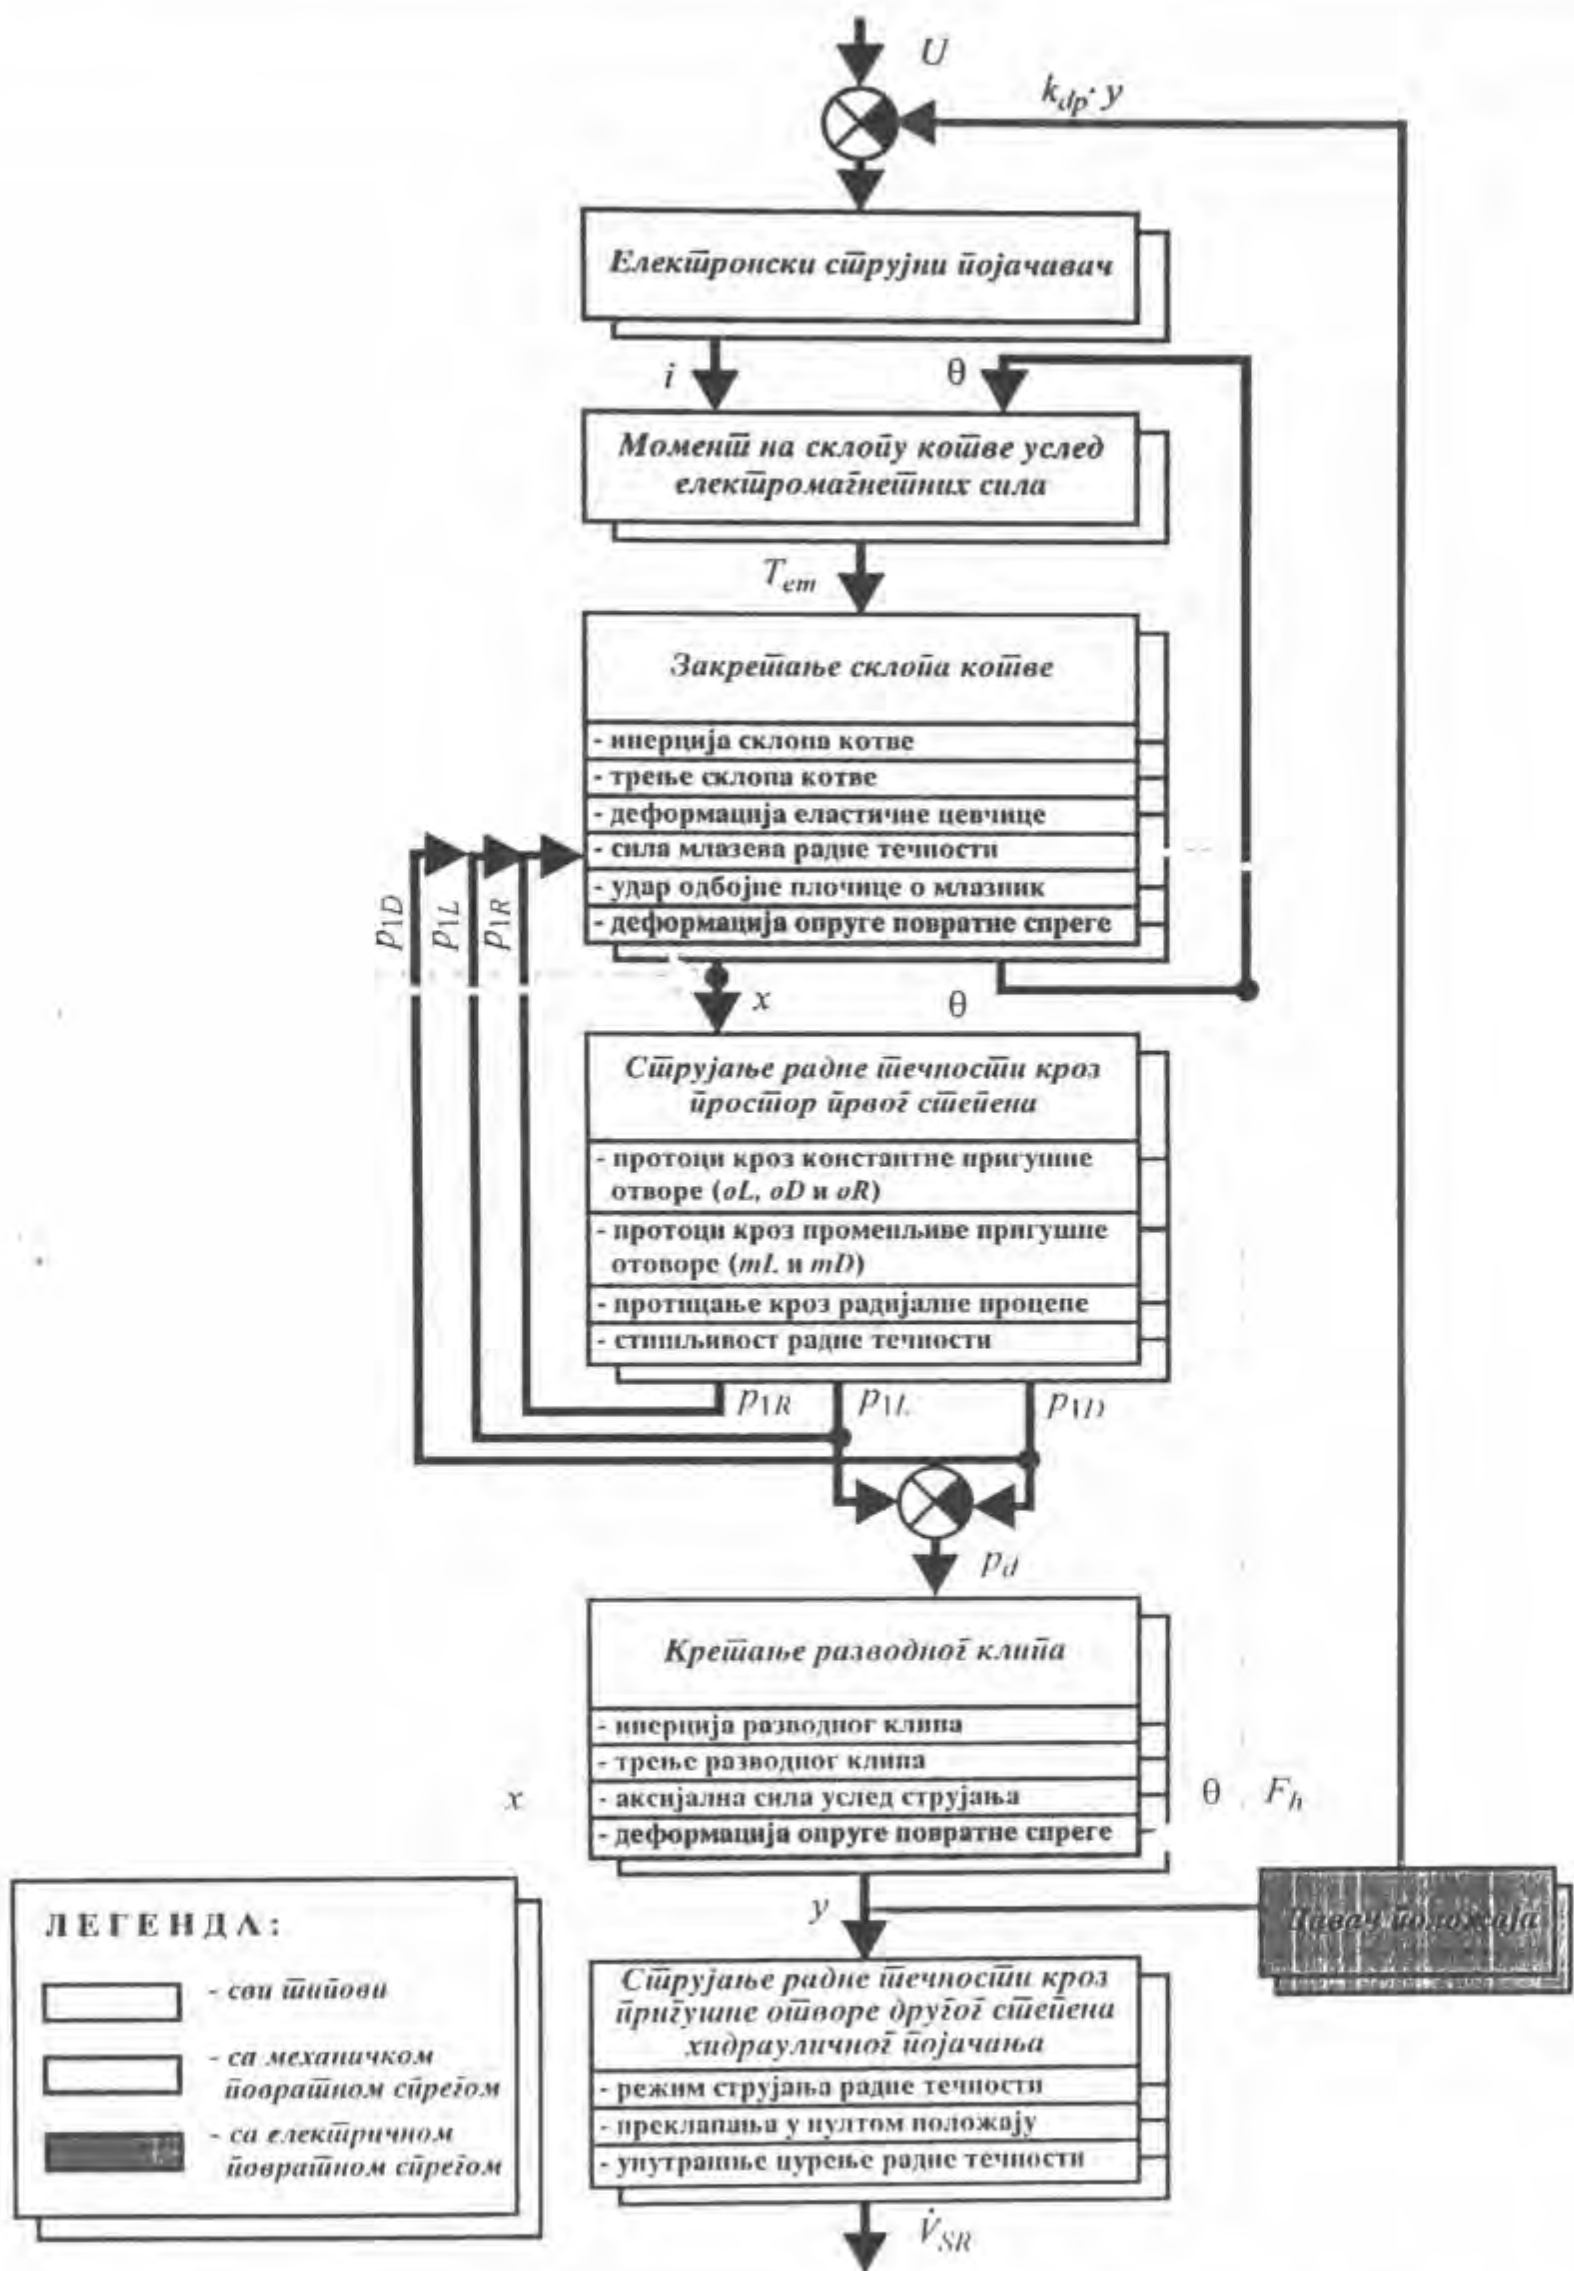 U
k_dp · y
Електронски струјни појачавач
i
θ
Момент на склопу котве услед
електромагнетних сила
T_em
Закретање склопа котве
- инерција склопа котве
- трење склопа котве
- деформација еластичне цевчице
- сила млазева радне течности
- удар одбојне плочице о млазник
- деформација опруге повратне спреге
p_1D
p_1L
p_1R
x
θ
Струјање радне течности кроз
простор првог степена
- протоци кроз константне пригушне
отворе (oL, oD и oR)
- протоци кроз променљиве пригушне
отоворе (mL и mD)
- протицање кроз радијалне процепе
- стишљивост радне течности
p_1R
p_1L
p_1D
p_d
Кретање разводног клипа
- инерција разводног клипа
- трење разводног клипа
- аксијална сила услед струјања
- деформација опруге повратне спреге
x
θ
F_h
y
Давач положаја
Струјање радне течности кроз
пригушне отворе другог степена
хидрауличног појачања
- режим струјања радне течности
- преклапања у нултом положају
- унутрашње цурење радне течности
V̇_SR
ЛЕГЕНДА:
- сви типови
- са механичком
повратном спрегом
- са електричном
повратном спрегом